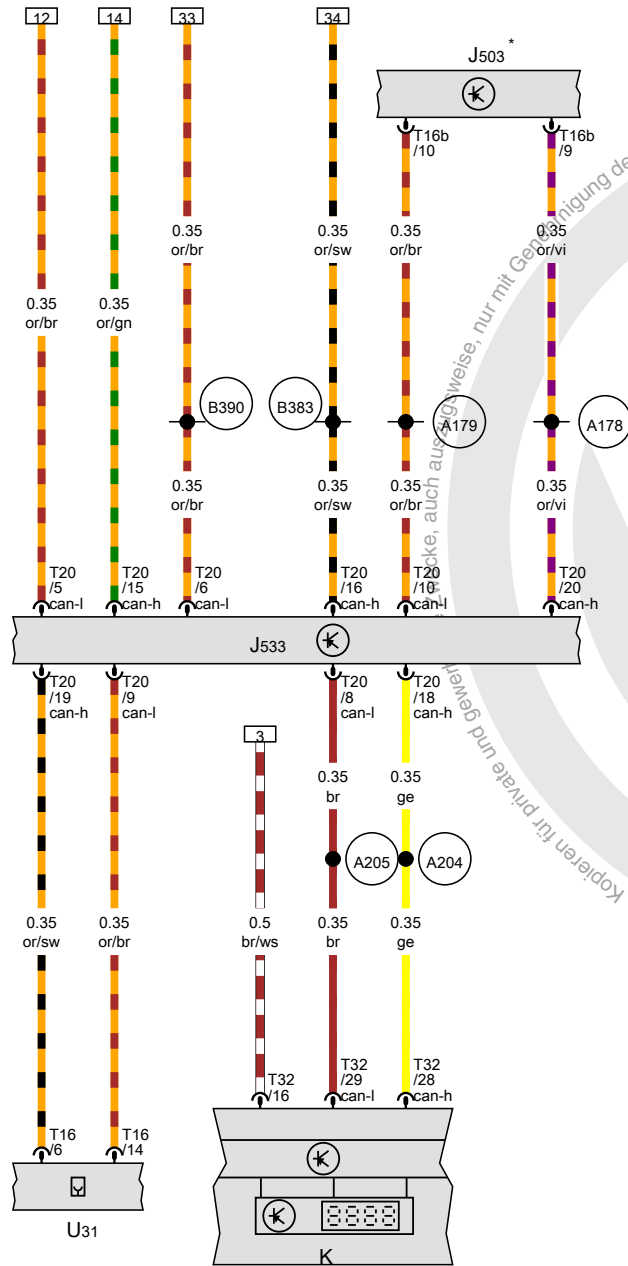 12
14
33
34
J503 *
T16b
/10
T16b
/9
0.35
or/br
0.35
or/sw
0.35
or/br
0.35
or/vi
0.35
or/br
0.35
or/gn
B390
B383
A179
A178
0.35
or/br
0.35
or/sw
0.35
or/br
0.35
or/vi
T20
/5
can-l
T20
/15
can-h
T20
/6
can-l
T20
/16
can-h
T20
/10
can-l
T20
/20
can-h
J533
T20
/19
can-h
T20
/9
can-l
T20
/8
can-l
T20
/18
can-h
3
0.35
br
0.35
ge
A205
A204
0.35
or/sw
0.35
or/br
0.5
br/ws
0.35
br
0.35
ge
T32
/16
T32
/29
can-l
T32
/28
can-h
T16
/6
T16
/14
U31
K
Kopieren für private und gewerbliche Zwecke, auch auszugsweise, nur mit Genehmigung de